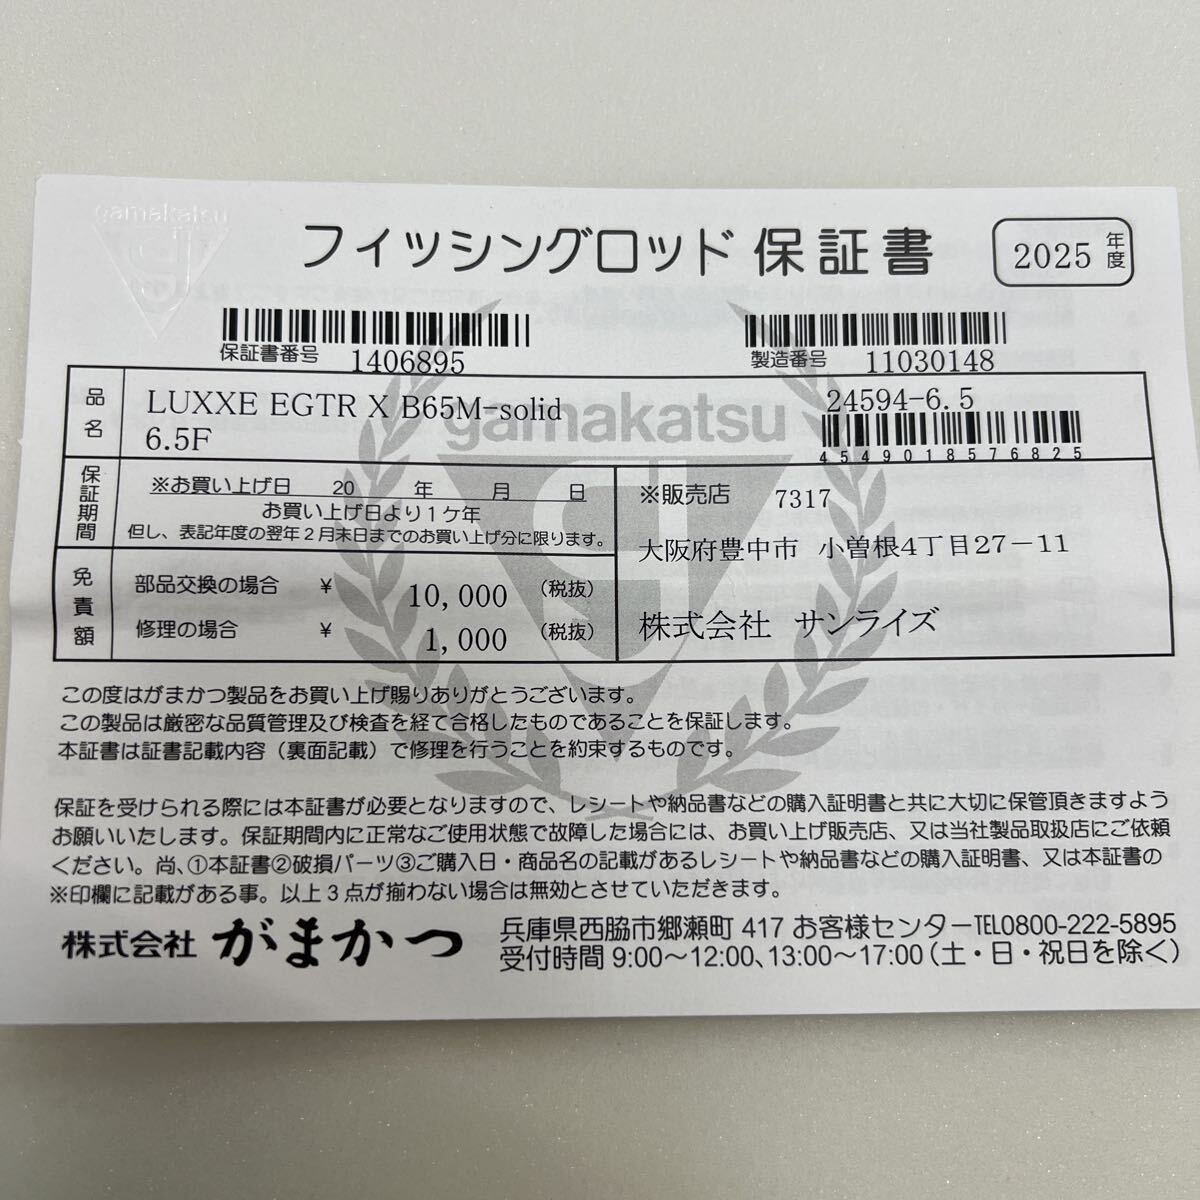 gamakatsu
フィッシングロッド 保証書
2025 年度
保証書番号 1406895
製造番号 11030148
品名
LUXXE EGTR X B65M-solid
6.5F
24594-6.5
4549018576825
gamakatsu
保証期間
※お買い上げ日 20 年 月 日
お買い上げ日より1ケ年
但し、表記年度の翌年2月末日までのお買い上げ分に限ります。
※販売店 7317
大阪府豊中市 小曽根4丁目27-11
株式会社 サンライズ
免責額
部品交換の場合 ¥ 10,000 (税抜)
修理の場合 ¥ 1,000 (税抜)
この度はがまかつ製品をお買い上げ賜りありがとうございます。
この製品は厳密な品質管理及び検査を経て合格したものであることを保証します。
本証書は証書記載内容(裏面記載)で修理を行うことを約束するものです。
保証を受けられる際には本証書が必要となりますので、レシートや納品書などの購入証明書と共に大切に保管頂きますよう
お願いいたします。保証期間内に正常なご使用状態で故障した場合には、お買い上げ販売店、又は当社製品取扱店にご依頼
ください。尚、①本証書②破損パーツ③ご購入日・商品名の記載があるレシートや納品書などの購入証明書、又は本証書の
※印欄に記載がある事。以上3点が揃わない場合は無効とさせていただきます。
株式会社 がまかつ
兵庫県西脇市郷瀬町 417 お客様センターTEL0800-222-5895
受付時間 9:00~12:00、13:00~17:00(土・日・祝日を除く)